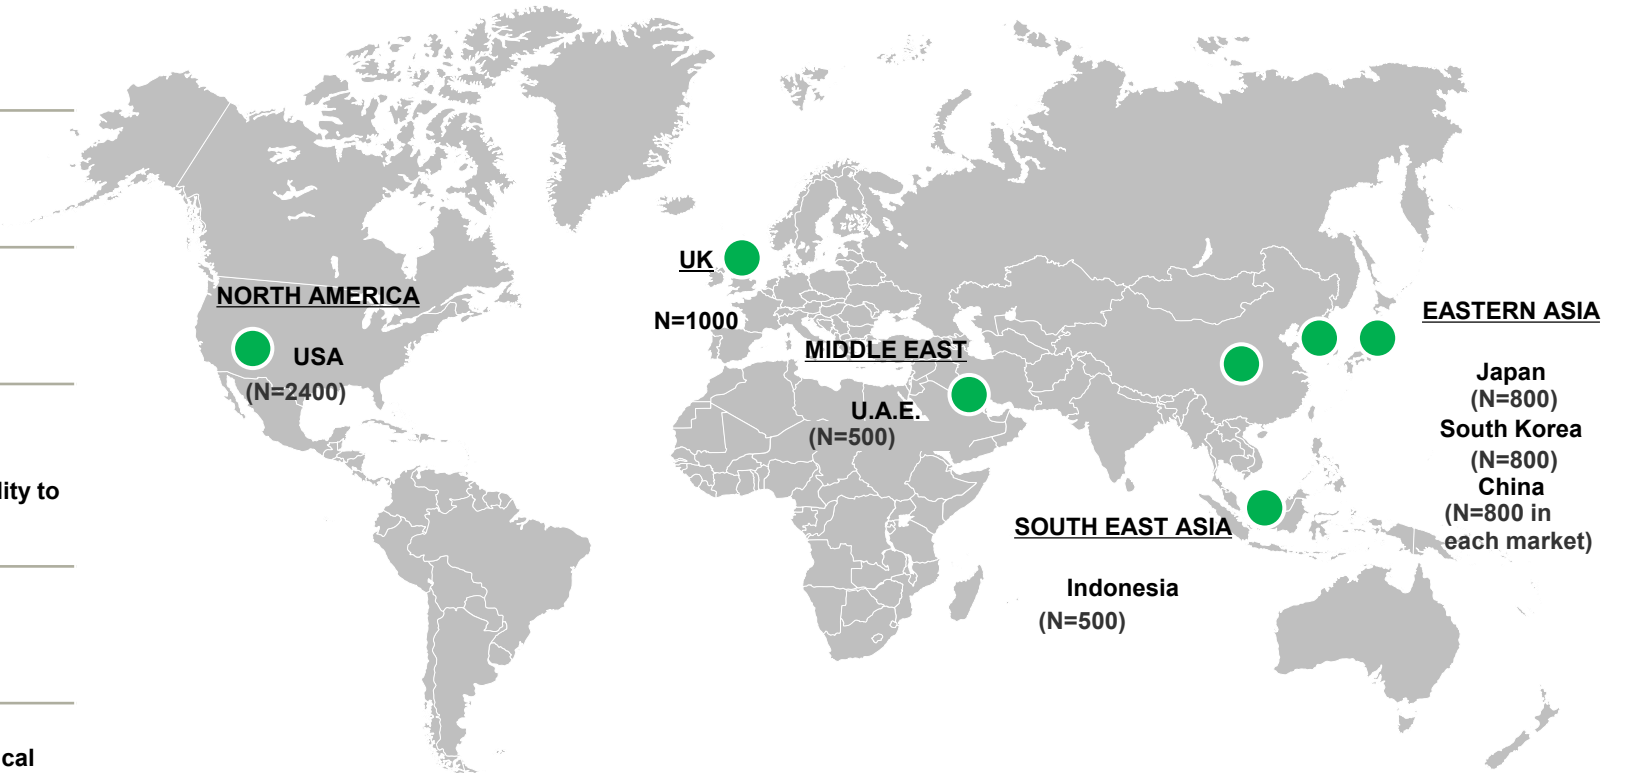 lity to
cal
NORTH AMERICA
USA
(N=2400)
UK
N=1000
MIDDLE EAST
U.A.E.
(N=500)
SOUTH EAST ASIA
Indonesia
(N=500)
EASTERN ASIA
Japan
(N=800)
South Korea
(N=800)
China
(N=800 in
each market)